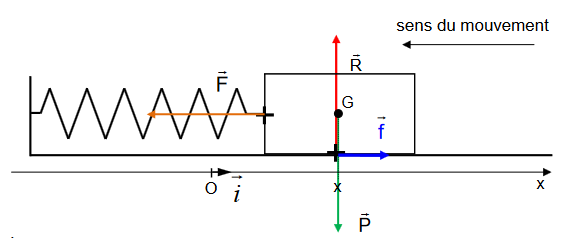 sens du mouvement
R⃗
F⃗
G
f⃗
O
i⃗
x
x
P⃗